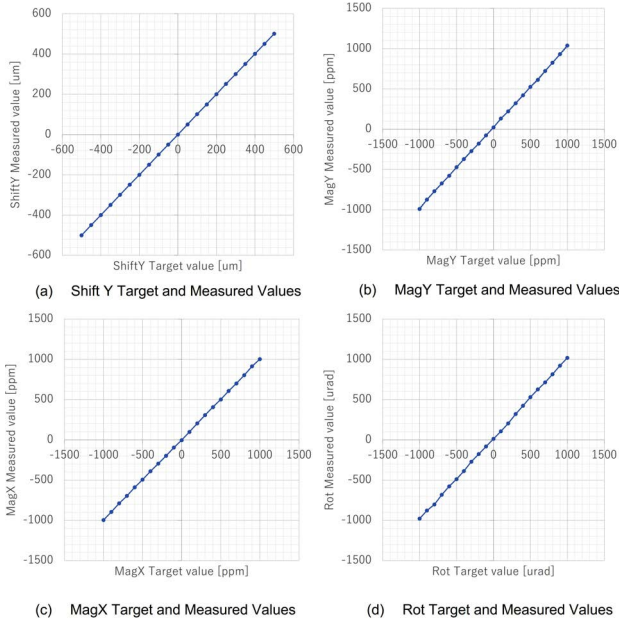 600
400
200
0
-200
-400
-600
-600 -400 -200 0 200 400 600
ShiftY Measured value [um]
ShiftY Target value [um]
(a) Shift Y Target and Measured Values
1500
1000
500
0
-500
-1000
-1500
-1500 -1000 -500 0 500 1000 1500
MagY Measured value [ppm]
MagY Target value [ppm]
(b) MagY Target and Measured Values
1500
1000
500
0
-500
-1000
-1500
-1500 -1000 -500 0 500 1000 1500
MagX Measured value [ppm]
MagX Target value [ppm]
(c) MagX Target and Measured Values
1500
1000
500
0
-500
-1000
-1500
-1500 -1000 -500 0 500 1000 1500
Rot Measured value [urad]
Rot Target value [urad]
(d) Rot Target and Measured Values